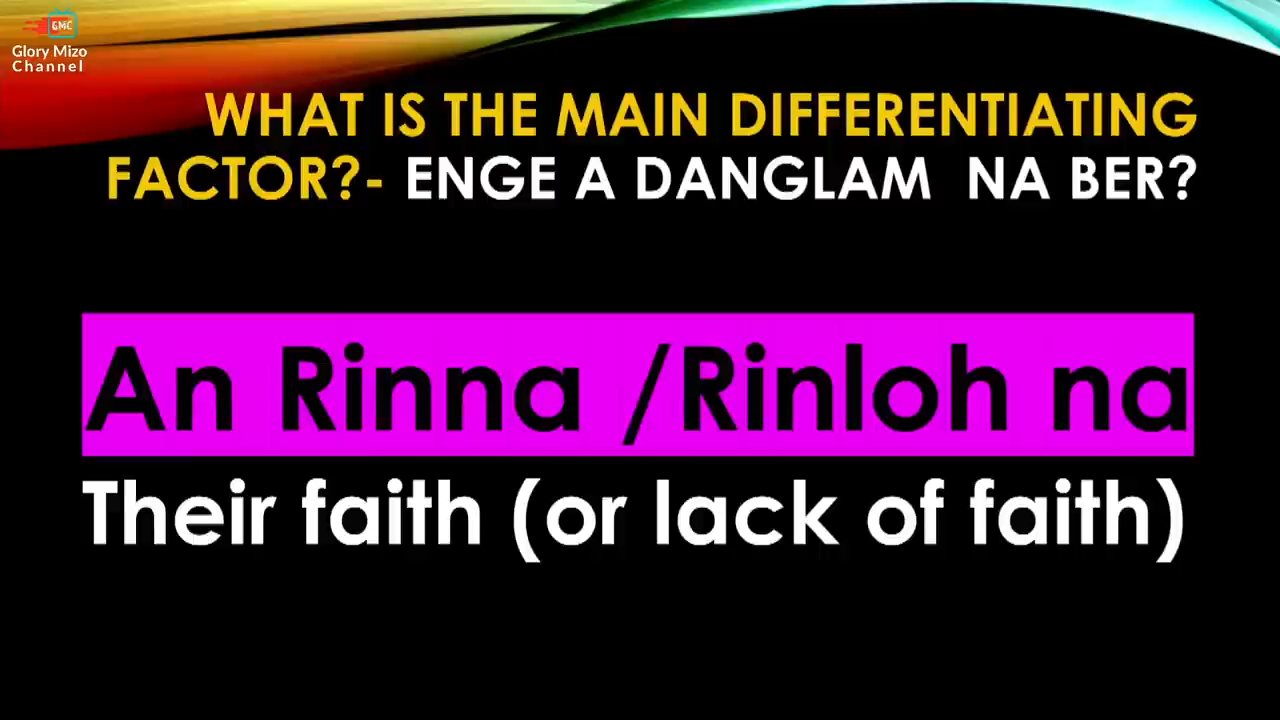 GMC
Glory Mizo
Channel
WHAT IS THE MAIN DIFFERENTIATING
FACTOR?- ENGE A DANGLAM NA BER?
An Rinna /Rinloh na
Their faith (or lack of faith)